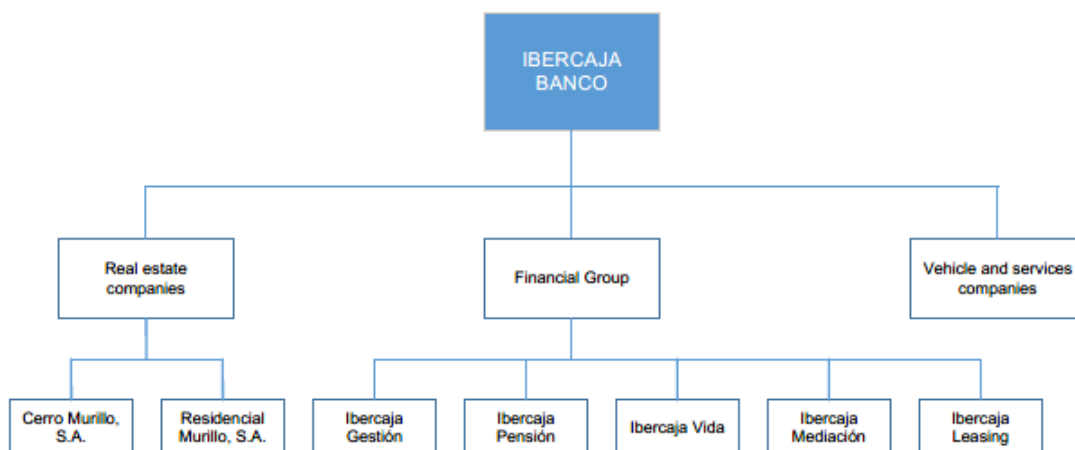 IBERCAJA
BANCO
Real estate
companies
Financial Group
Vehicle and services
companies
Cerro Murillo,
S.A.
Residencial
Murillo, S.A.
Ibercaja
Gestión
Ibercaja
Pensión
Ibercaja Vida
Ibercaja
Mediación
Ibercaja
Leasing